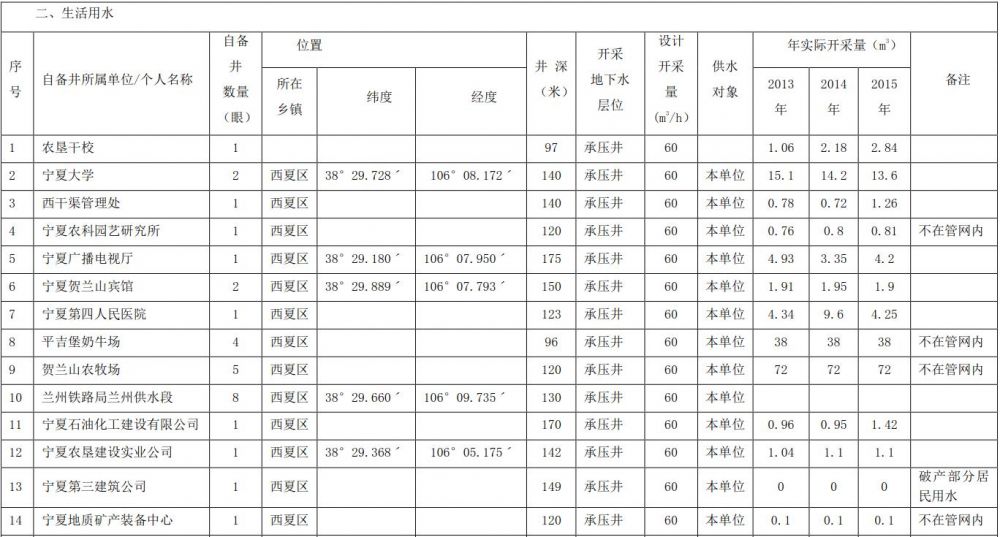 二、生活用水
序号 自备井所属单位/个人名称 自备井数量（眼） 位置 井 深（米） 开采地下水层位 设计开采量(m³/h) 供水对象 年实际开采量（m³） 备注
所在乡镇 纬度 经度 2013年 2014年 2015年
1 农垦干校 1 97 承压井 60 1.06 2.18 2.84
2 宁夏大学 2 西夏区 38°29.728′ 106°08.172′ 140 承压井 60 本单位 15.1 14.2 13.6
3 西干渠管理处 1 西夏区 140 承压井 60 本单位 0.78 0.72 1.26
4 宁夏农科园艺研究所 1 西夏区 120 承压井 60 本单位 0.76 0.8 0.81 不在管网内
5 宁夏广播电视厅 1 西夏区 38°29.180′ 106°07.950′ 175 承压井 60 本单位 4.93 3.35 4.2
6 宁夏贺兰山宾馆 2 西夏区 38°29.889′ 106°07.793′ 150 承压井 60 本单位 1.91 1.95 1.9
7 宁夏第四人民医院 1 西夏区 123 承压井 60 本单位 4.34 9.6 4.25
8 平吉堡奶牛场 4 西夏区 96 承压井 60 本单位 38 38 38 不在管网内
9 贺兰山农牧场 5 西夏区 120 承压井 60 本单位 72 72 72 不在管网内
10 兰州铁路局兰州供水段 8 西夏区 38°29.660′ 106°09.735′ 130 承压井 60 本单位
11 宁夏石油化工建设有限公司 1 西夏区 170 承压井 60 本单位 0.96 0.95 1.42
12 宁夏农垦建设实业公司 1 西夏区 38°29.368′ 106°05.175′ 142 承压井 60 本单位 1.04 1.1 1.1
13 宁夏第三建筑公司 1 西夏区 149 承压井 60 本单位 0 0 0 破产部分居民用水
14 宁夏地质矿产装备中心 1 西夏区 120 承压井 60 本单位 0.1 0.1 0.1 不在管网内